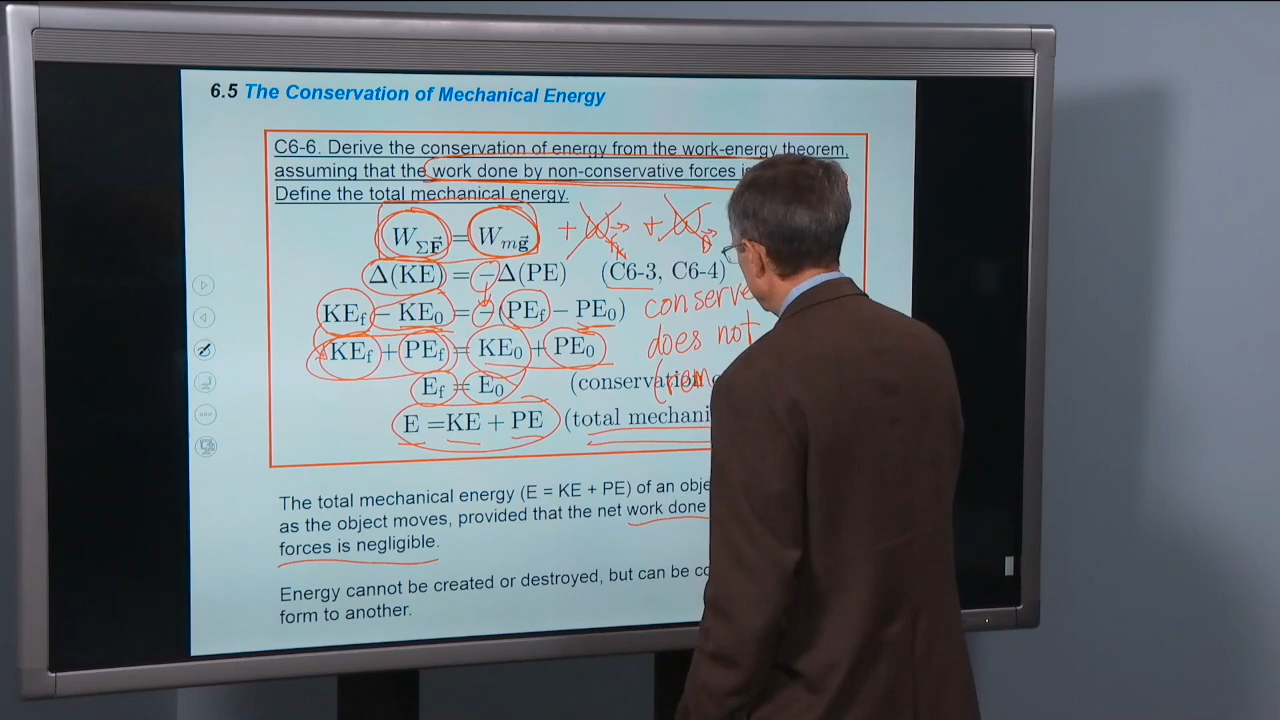 6.5 The Conservation of Mechanical Energy
C6-6. Derive the conservation of energy from the work-energy theorem,
assuming that the work done by non-conservative forces
Define the total mechanical energy.
W_ΣF⃗ = W_mg⃗ + W + W
Δ(KE) = −Δ(PE) (C6-3, C6-4)
KE_f − KE_0 = −(PE_f − PE_0) conserve
KE_f + PE_f = KE_0 + PE_0 does not
E_f = E_0 (conservation
E = KE + PE (total mechani
The total mechanical energy (E = KE + PE) of an obje
as the object moves, provided that the net work done
forces is negligible.
Energy cannot be created or destroyed, but can be co
form to another.